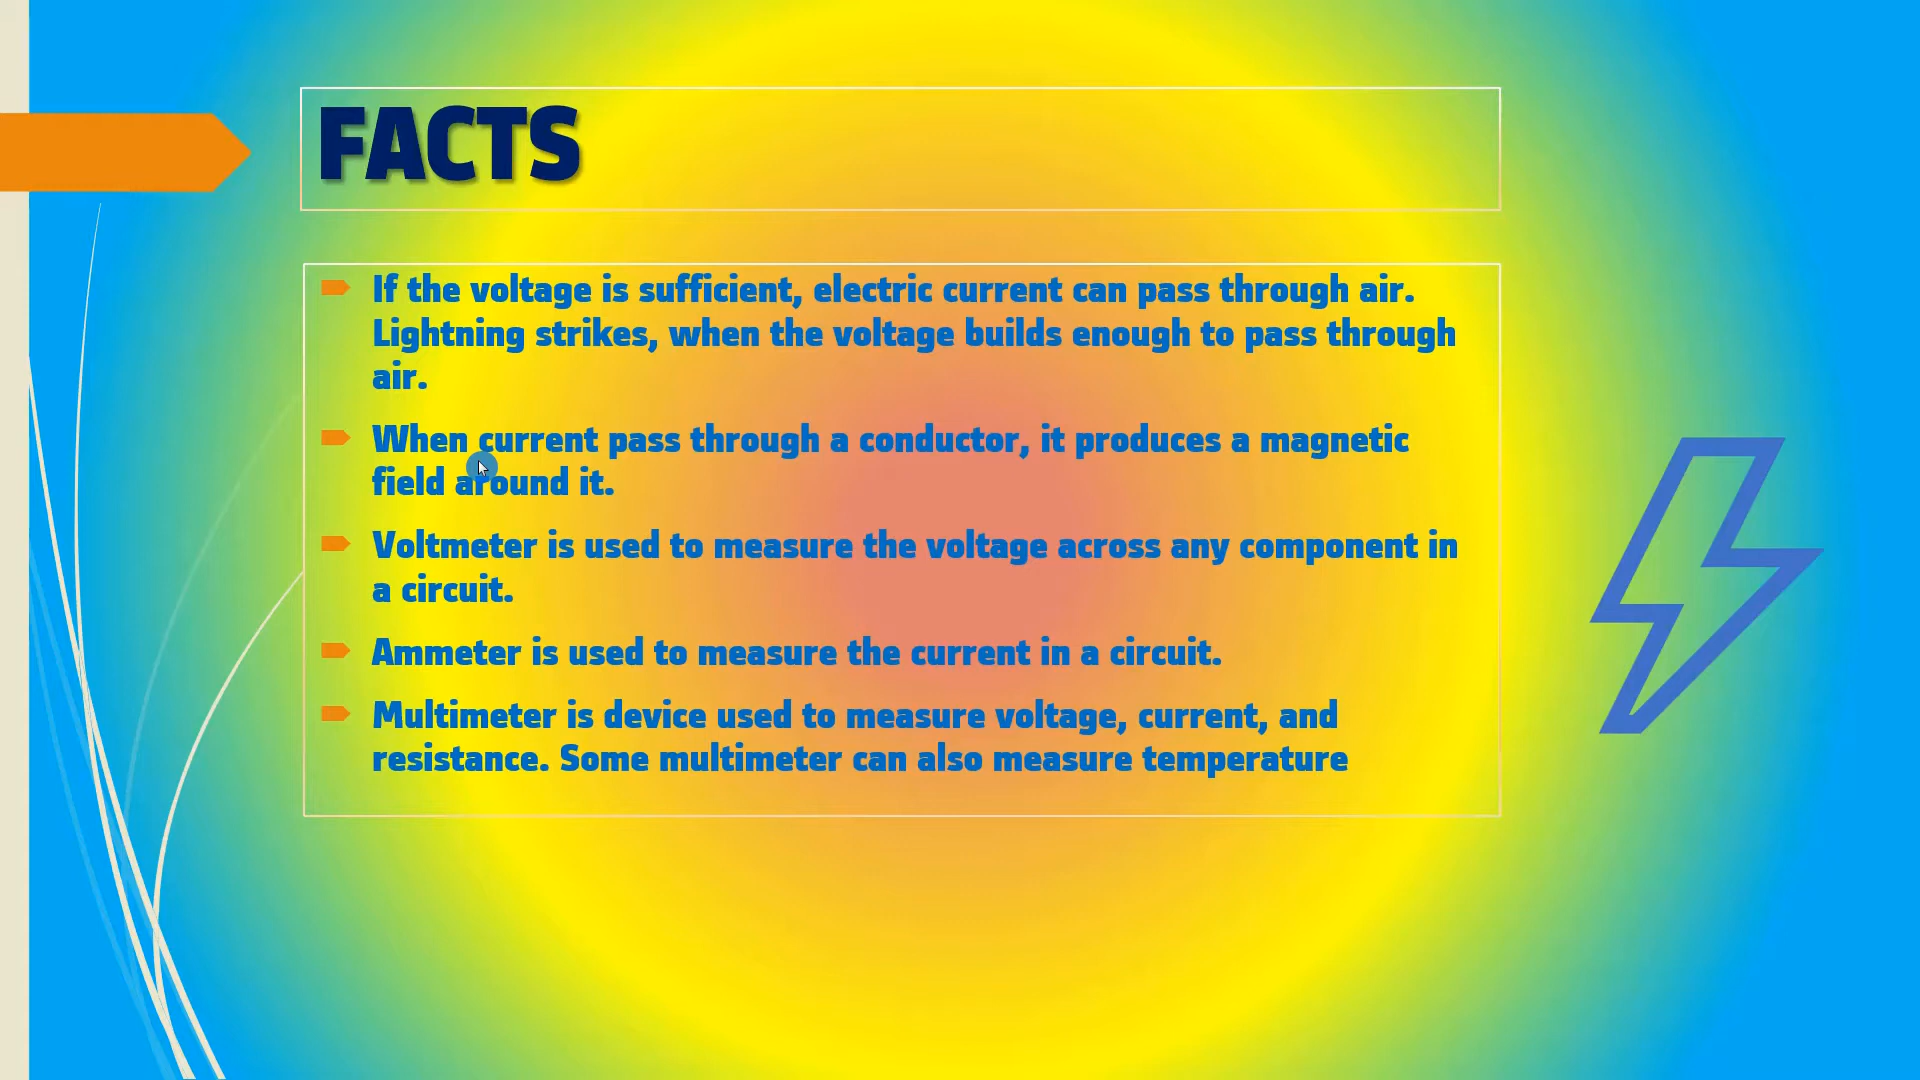 FACTS
If the voltage is sufficient, electric current can pass through air.
Lightning strikes, when the voltage builds enough to pass through
air.
When current pass through a conductor, it produces a magnetic
field around it.
Voltmeter is used to measure the voltage across any component in
a circuit.
Ammeter is used to measure the current in a circuit.
Multimeter is device used to measure voltage, current, and
resistance. Some multimeter can also measure temperature